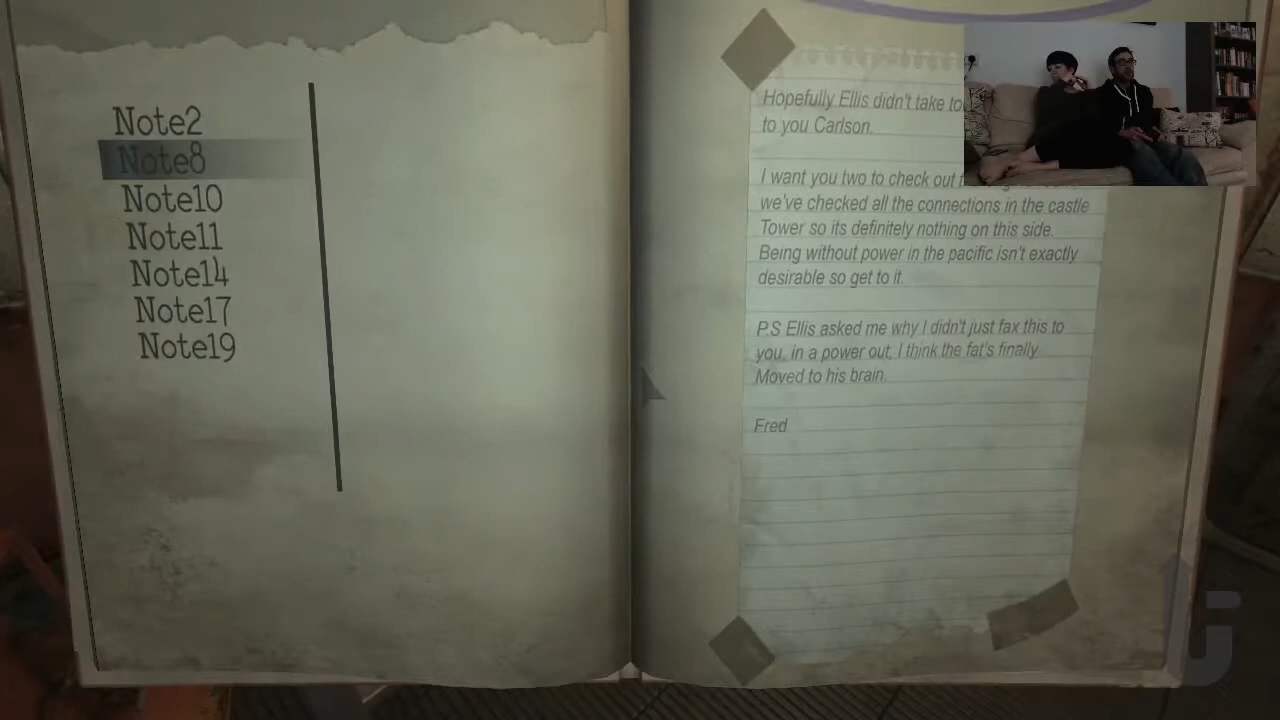 Note2
Note8
Note10
Note11
Note14
Note17
Note19
Hopefully Ellis didn't take to
to you Carlson.
I want you two to check out
we've checked all the connections in the castle
Tower so its definitely nothing on this side.
Being without power in the pacific isn't exactly
desirable so get to it.
P.S Ellis asked me why I didn't just fax this to
you, in a power out, I think the fat's finally
Moved to his brain.
Fred